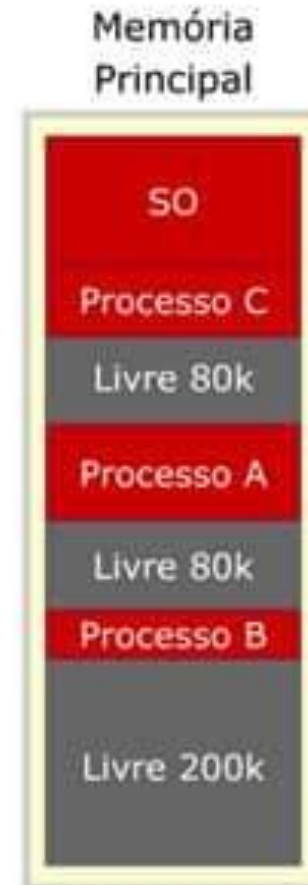 Memória
Principal
SO
Processo C
Livre 80k
Processo A
Livre 80k
Processo B
Livre 200k